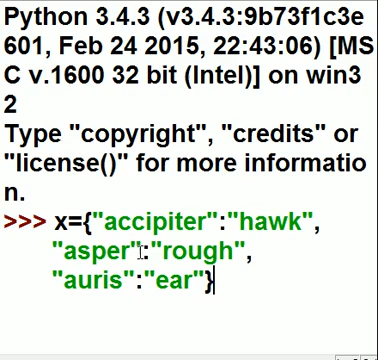 Python 3.4.3 (v3.4.3:9b73f1c3e
601, Feb 24 2015, 22:43:06) [MS
C v.1600 32 bit (Intel)] on win3
2
Type "copyright", "credits" or
"license()" for more informatio
n.
>>> x={"accipiter":"hawk",
"asper":"rough",
"auris":"ear"}